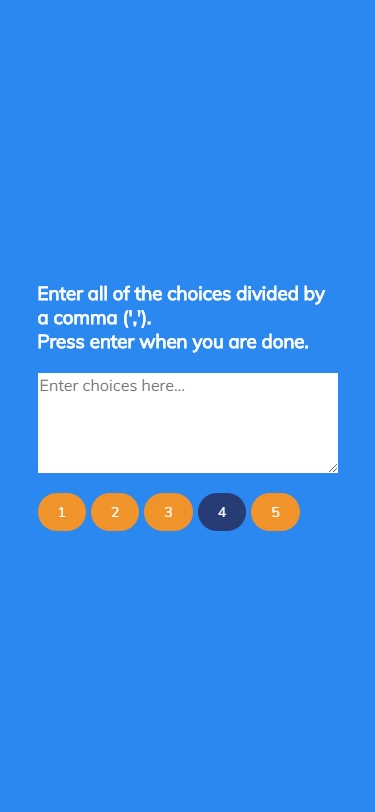 Enter all of the choices divided by
a comma (',').
Press enter when you are done.
Enter choices here...
1 2 3 4 5